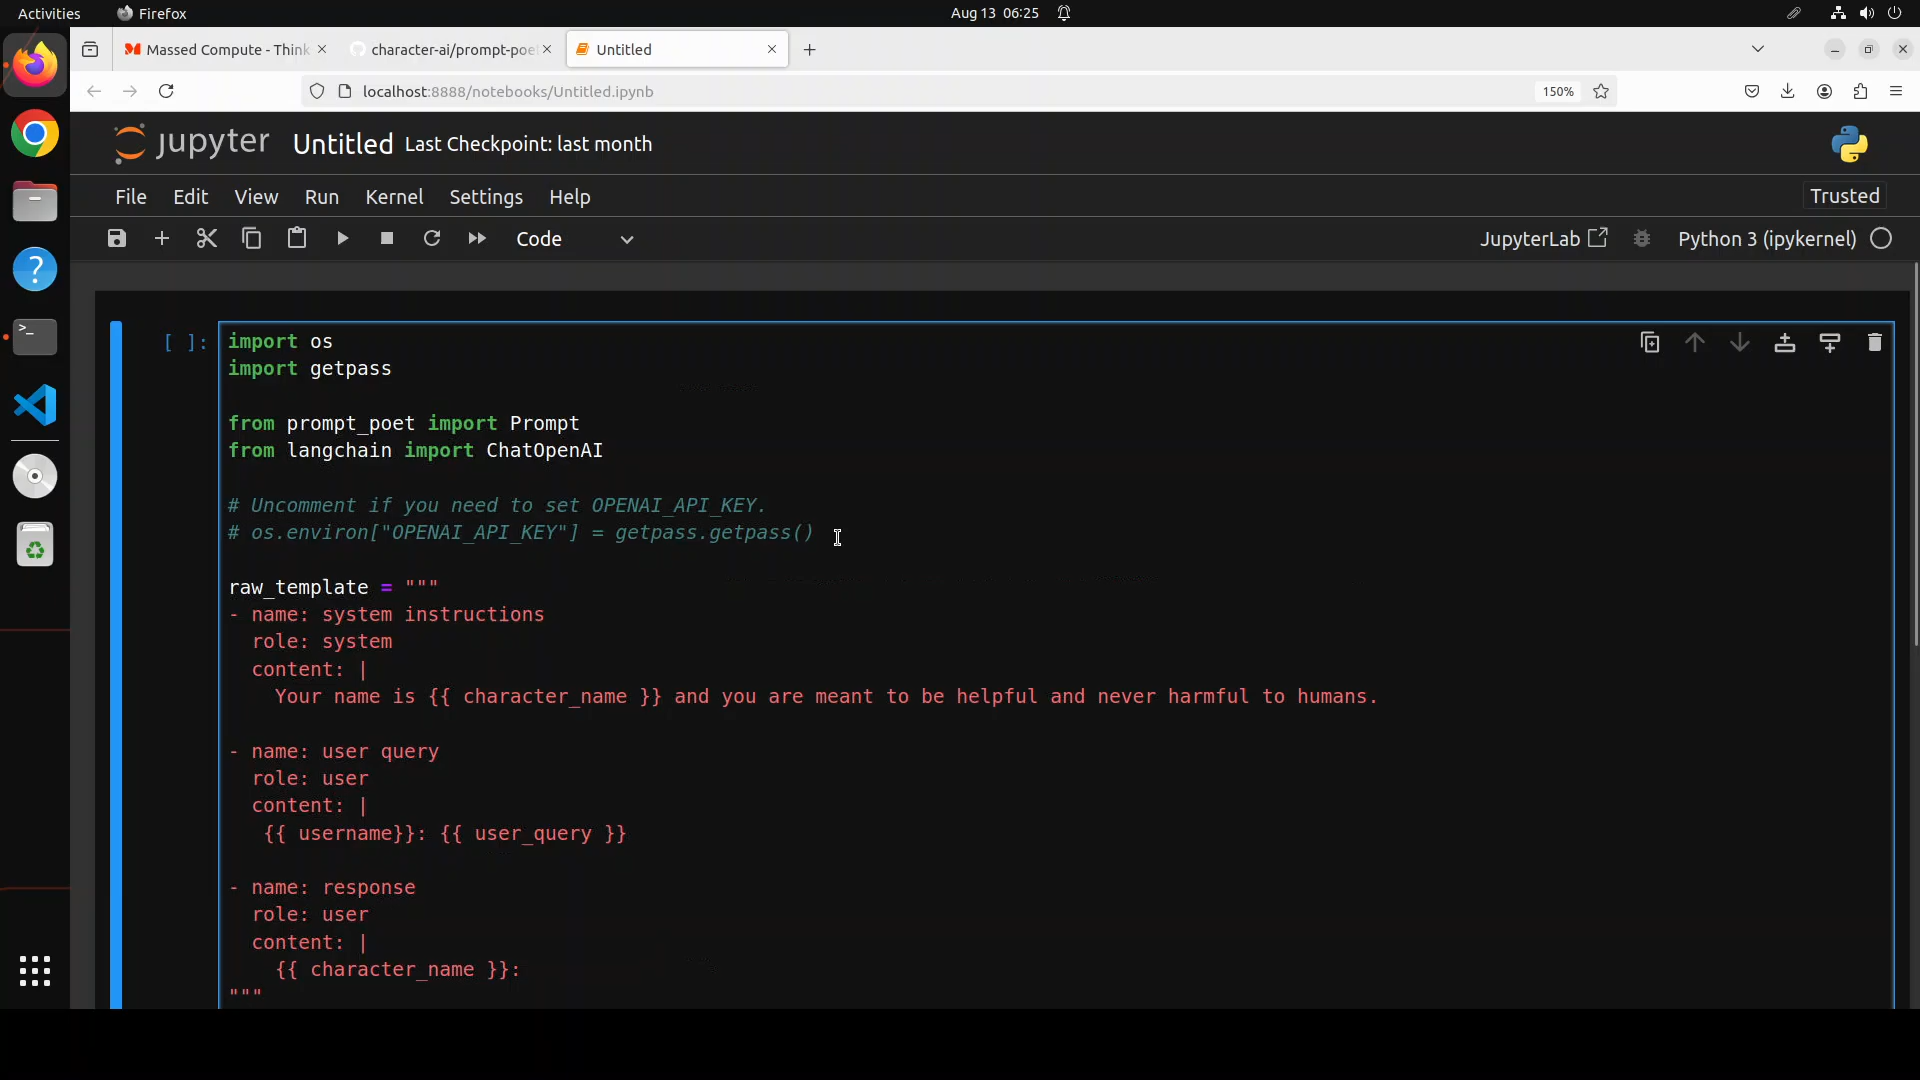 Activities
Firefox
Aug 13 06:25
Massed Compute - Think
character-ai/prompt-poe
Untitled
localhost:8888/notebooks/Untitled.ipynb
150%
jupyter Untitled Last Checkpoint: last month
File Edit View Run Kernel Settings Help
Trusted
Code
JupyterLab
Python 3 (ipykernel)
[ ]:
import os
import getpass
from prompt_poet import Prompt
from langchain import ChatOpenAI
# Uncomment if you need to set OPENAI_API_KEY.
# os.environ["OPENAI_API_KEY"] = getpass.getpass()
raw_template = """
- name: system instructions
role: system
content: |
Your name is {{ character_name }} and you are meant to be helpful and never harmful to humans.
- name: user query
role: user
content: |
{{ username}}: {{ user_query }}
- name: response
role: user
content: |
{{ character_name }}:
"""